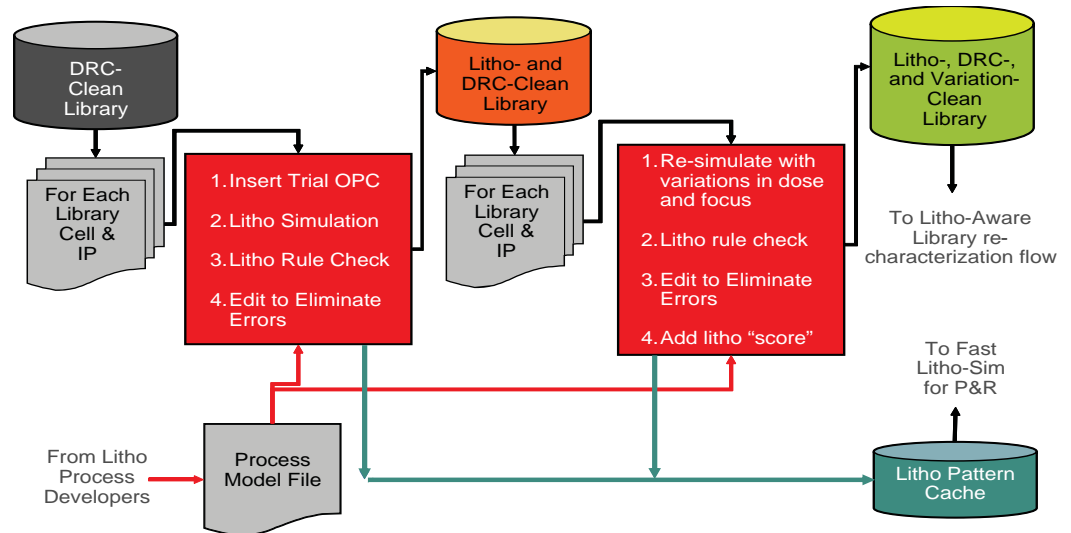 DRC-
Clean
Library
For Each
Library
Cell &
IP
1. Insert Trial OPC
2. Litho Simulation
3. Litho Rule Check
4. Edit to Eliminate
Errors
Litho- and
DRC-Clean
Library
For Each
Library
Cell &
IP
1. Re-simulate with
variations in dose
and focus
2. Litho rule check
3. Edit to Eliminate
Errors
4. Add litho “score”
Litho-, DRC-,
and Variation-
Clean
Library
To Litho-Aware
Library re-
characterization flow
To Fast
Litho-Sim
for P&R
From Litho
Process
Developers
Process
Model File
Litho Pattern
Cache